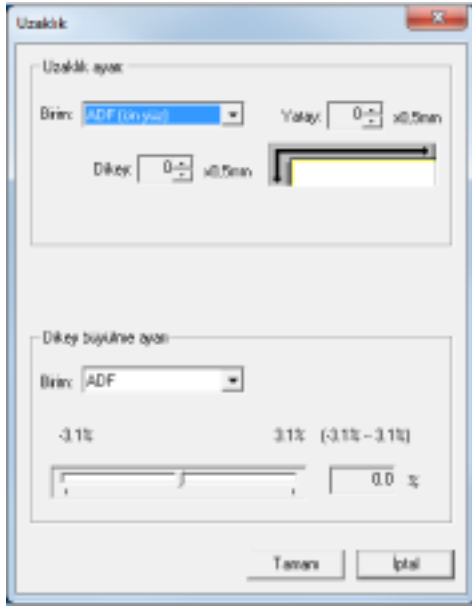 Uzaklık
Uzaklık ayarı
Birim: ADF (ön yüz) Yatay: 0 x0,5mm
Dikey: 0 x0,5mm
Dikey büyütme ayarı
Birim: ADF
-3.1% 3.1% (-3.1% – 3.1%)
0.0 %
Tamam İptal